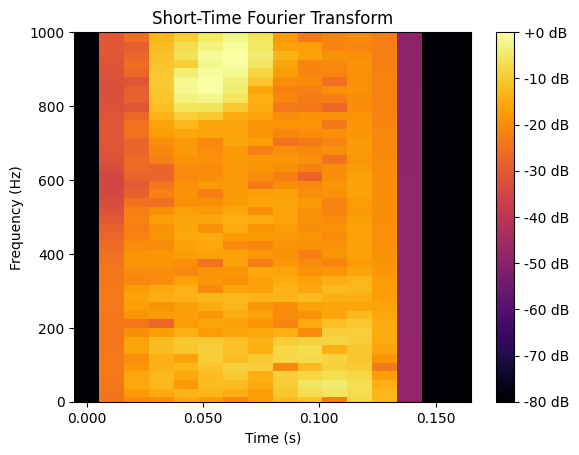 Short-Time Fourier Transform
Frequency (Hz)
1000
800
600
400
200
0
0.000
0.050
0.100
0.150
Time (s)
+0 dB
-10 dB
-20 dB
-30 dB
-40 dB
-50 dB
-60 dB
-70 dB
-80 dB